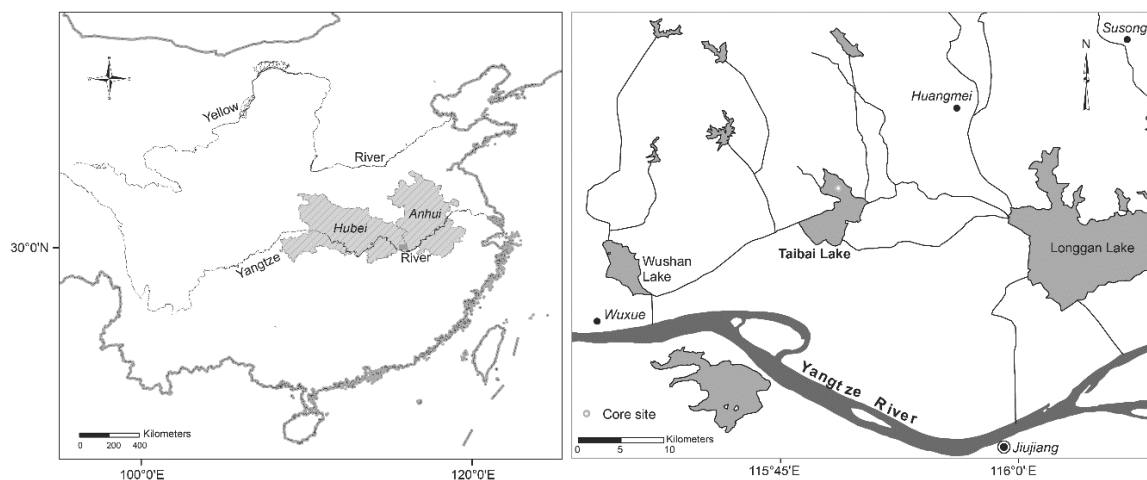 Yellow
River
Hubei
Anhui
30°0'N
Yangtze
River
Kilometers
0 200 400
100°0'E
120°0'E
Susong
N
Huangmei
Wushan
Lake
Taibai Lake
Longgan Lake
Wuxue
Yangtze River
Core site
Kilometers
0 5 10
Jiujiang
115°45'E
116°0'E